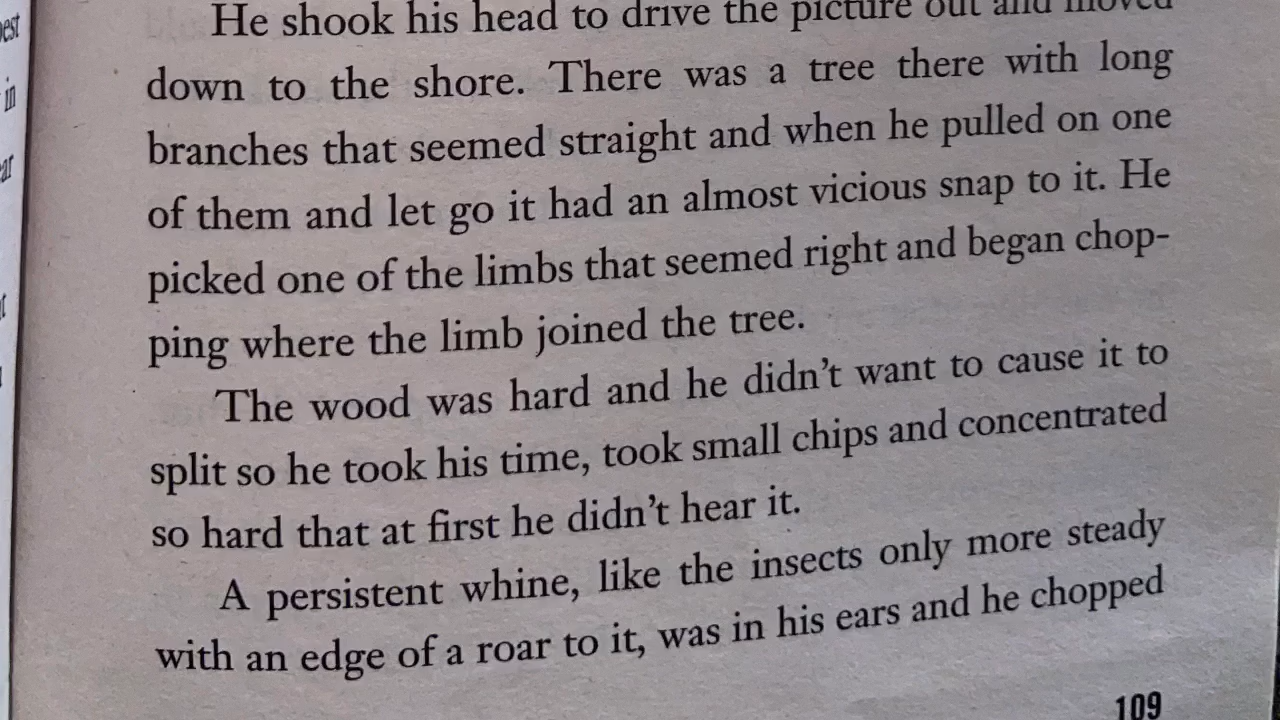 He shook his head to drive the picture out and moved
down to the shore. There was a tree there with long
branches that seemed straight and when he pulled on one
of them and let go it had an almost vicious snap to it. He
picked one of the limbs that seemed right and began chop-
ping where the limb joined the tree.
The wood was hard and he didn't want to cause it to
split so he took his time, took small chips and concentrated
so hard that at first he didn't hear it.
A persistent whine, like the insects only more steady
with an edge of a roar to it, was in his ears and he chopped
109